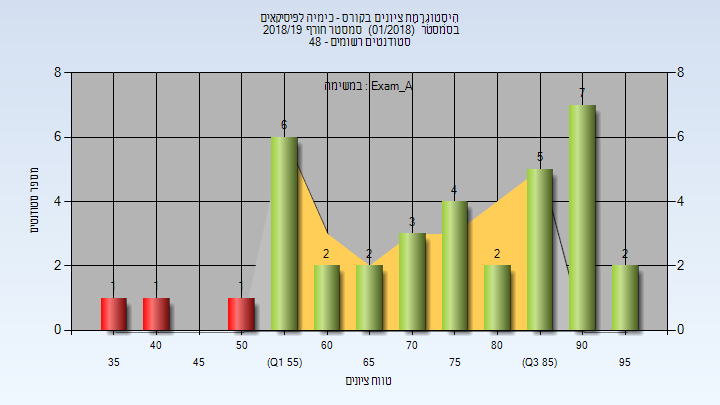 הִיסְטוֹגְרָמַת ציונים בקורס - כימיה לפיסיקאים
בסמסטר (01/2018) סמסטר חורף 2018/19
סטודנטים רשומים - 48
במשימה : Exam_A
8 8
7
6 6
6
5
4 4
4
3
2 2
2 2 2 2
1 1 1
0 0
מספר סטודנטים
40 50 60 70 80 90
35 45 (Q1 55) 65 75 (Q3 85) 95
טווח ציונים